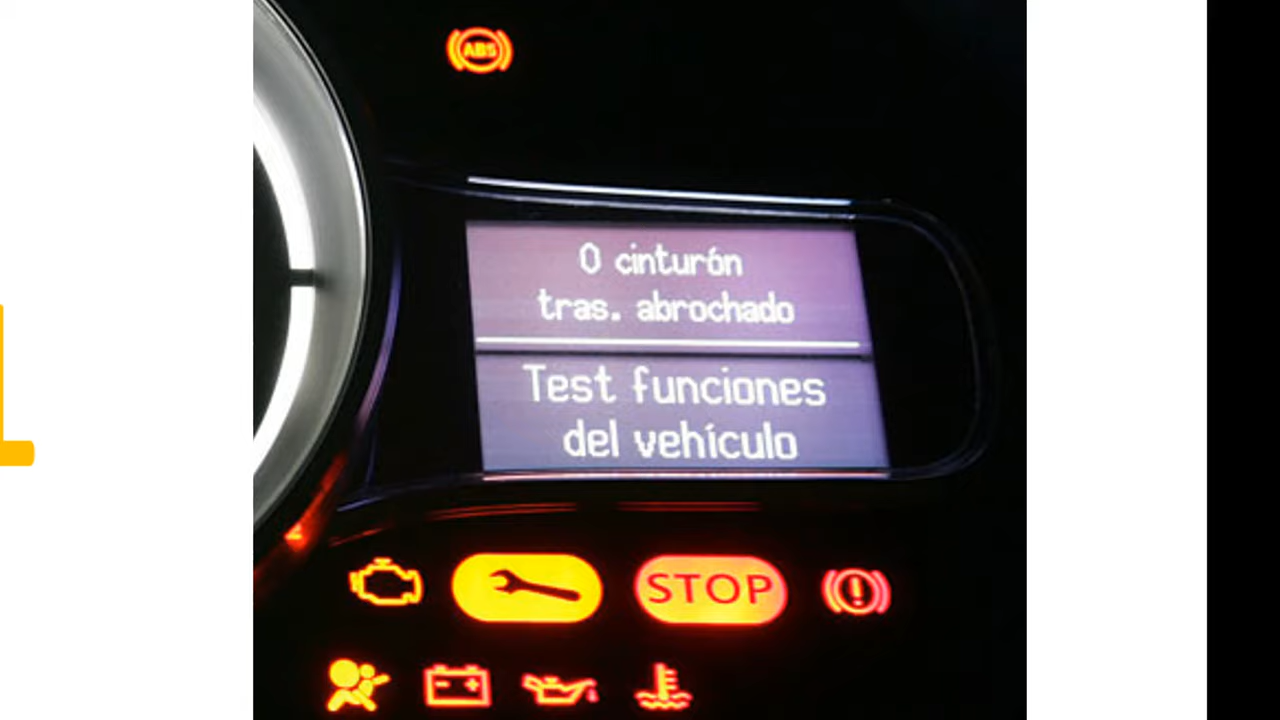 ABS
0 cinturón
tras. abrochado
Test funciones
del vehículo
STOP